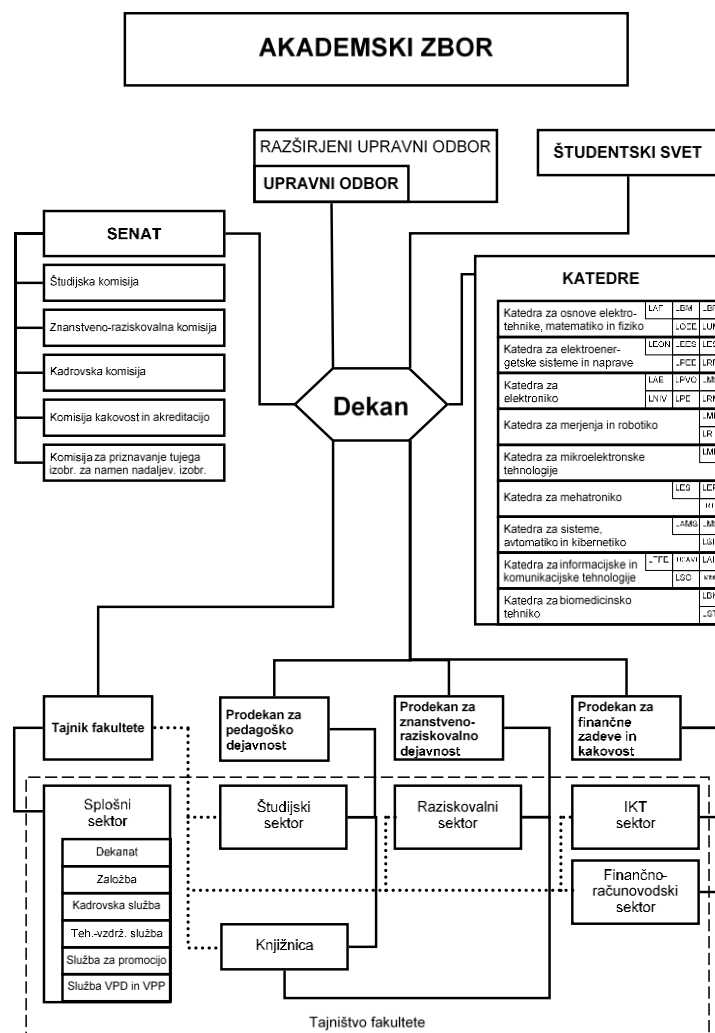 AKADEMSKI ZBOR
RAZŠIRJENI UPRAVNI ODBOR
UPRAVNI ODBOR
ŠTUDENTSKI SVET
SENAT
Študijska komisija
Znanstveno-raziskovalna komisija
Kadrovska komisija
Komisija kakovost in akreditacijo
Komisija za priznavanje tujega
izobr. za namen nadaljev. izobr.
Dekan
KATEDRE
Katedra za osnove elektro-
tehnike, matematiko in fiziko
Katedra za elektroener-
getske sisteme in naprave
LEON
Katedra za
elektroniko
LAE LPVO
LNIV
Katedra za merjenja in robotiko
Katedra za mikroelektronske
tehnologije
Katedra za mehatroniko
LES
Katedra za sisteme,
avtomatiko in kibernetiko
Katedra za informacijske in
komunikacijske tehnologije
Katedra za biomedicinsko
tehniko
Tajnik fakultete
Prodekan za
pedagoško
dejavnost
Prodekan za
znanstveno-
raziskovalno
dejavnost
Prodekan za
finančne
zadeve in
kakovost
Splošni
sektor
Dekanat
Založba
Kadrovska služba
Teh.-vzdrž. služba
Služba za promocijo
Služba VPD in VPP
Študijski
sektor
Raziskovalni
sektor
IKT
sektor
Finančno-
računovodski
sektor
Knjižnica
Tajništvo fakultete